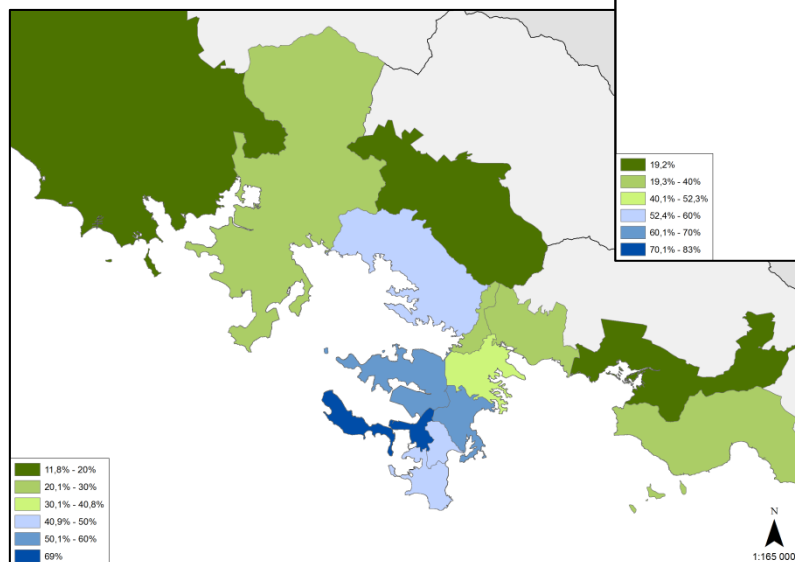 19,2%
19,3% - 40%
40,1% - 52,3%
52,4% - 60%
60,1% - 70%
70,1% - 83%
11,8% - 20%
20,1% - 30%
30,1% - 40,8%
40,9% - 50%
50,1% - 60%
69%
N
1:165 000